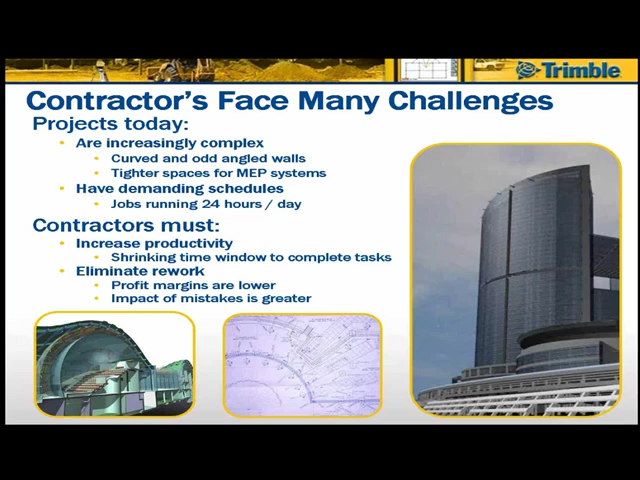 Trimble
Contractor's Face Many Challenges
Projects today:
• Are increasingly complex
• Curved and odd angled walls
• Tighter spaces for MEP systems
• Have demanding schedules
• Jobs running 24 hours / day
Contractors must:
• Increase productivity
• Shrinking time window to complete tasks
• Eliminate rework
• Profit margins are lower
• Impact of mistakes is greater